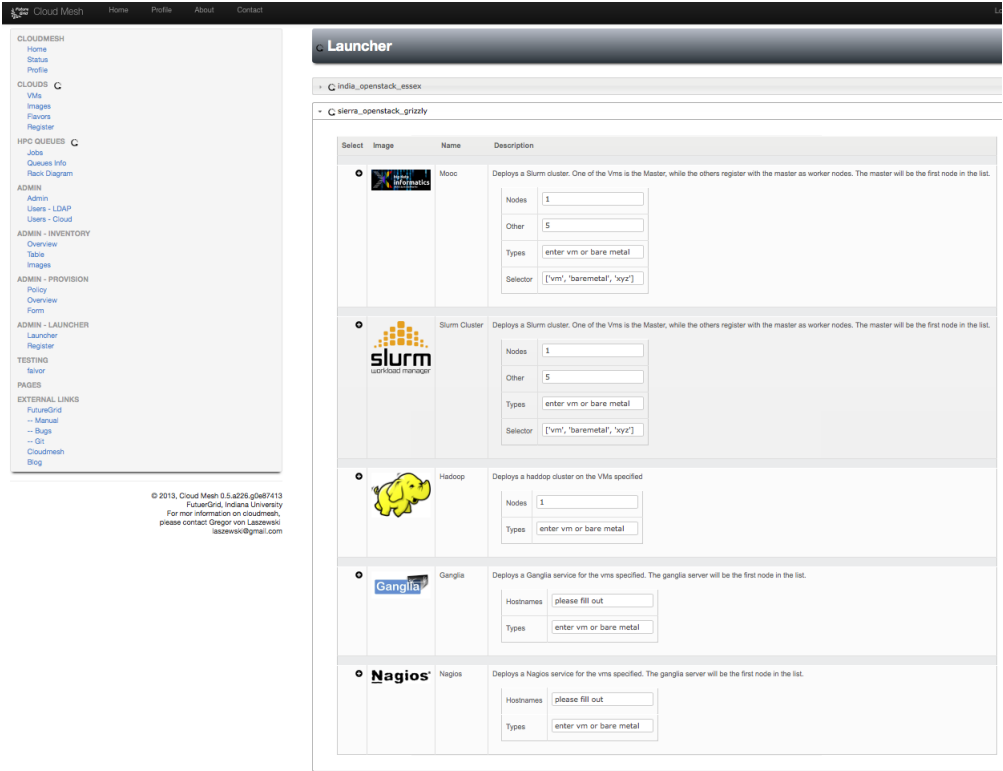 Future Grid Cloud Mesh Home Profile About Contact Lo
CLOUDMESH
Home
Status
Profile
CLOUDS
VMs
Images
Flavors
Register
HPC QUEUES
Jobs
Queues Info
Rack Diagram
ADMIN
Admin
Users - LDAP
Users - Cloud
ADMIN - INVENTORY
Overview
Table
Images
ADMIN - PROVISION
Policy
Overview
Form
ADMIN - LAUNCHER
Launcher
Register
TESTING
falvor
PAGES
EXTERNAL LINKS
FutureGrid
-- Manual
-- Bugs
-- Git
Cloudmesh
Blog
© 2013, Cloud Mesh 0.5.a226.g0e87413
FutuerGrid, Indiana University
For mor information on cloudmesh,
please contact Gregor von Laszewski
laszewski@gmail.com
Launcher
india_openstack_essex
sierra_openstack_grizzly
Select Image Name Description
Informatics
Mooc
Deploys a Slurm cluster. One of the Vms is the Master, while the others register with the master as worker nodes. The master will be the first node in the list.
Nodes 1
Other 5
Types enter vm or bare metal
Selector ['vm', 'baremetal', 'xyz']
slurm
workload manager
Slurm Cluster
Deploys a Slurm cluster. One of the Vms is the Master, while the others register with the master as worker nodes. The master will be the first node in the list.
Nodes 1
Other 5
Types enter vm or bare metal
Selector ['vm', 'baremetal', 'xyz']
Hadoop
Deploys a haddop cluster on the VMs specified
Nodes 1
Types enter vm or bare metal
Ganglia
Ganglia
Deploys a Ganglia service for the vms specified. The ganglia server will be the first node in the list.
Hostnames please fill out
Types enter vm or bare metal
Nagios®
Nagios
Deploys a Nagios service for the vms specified. The ganglia server will be the first node in the list.
Hostnames please fill out
Types enter vm or bare metal